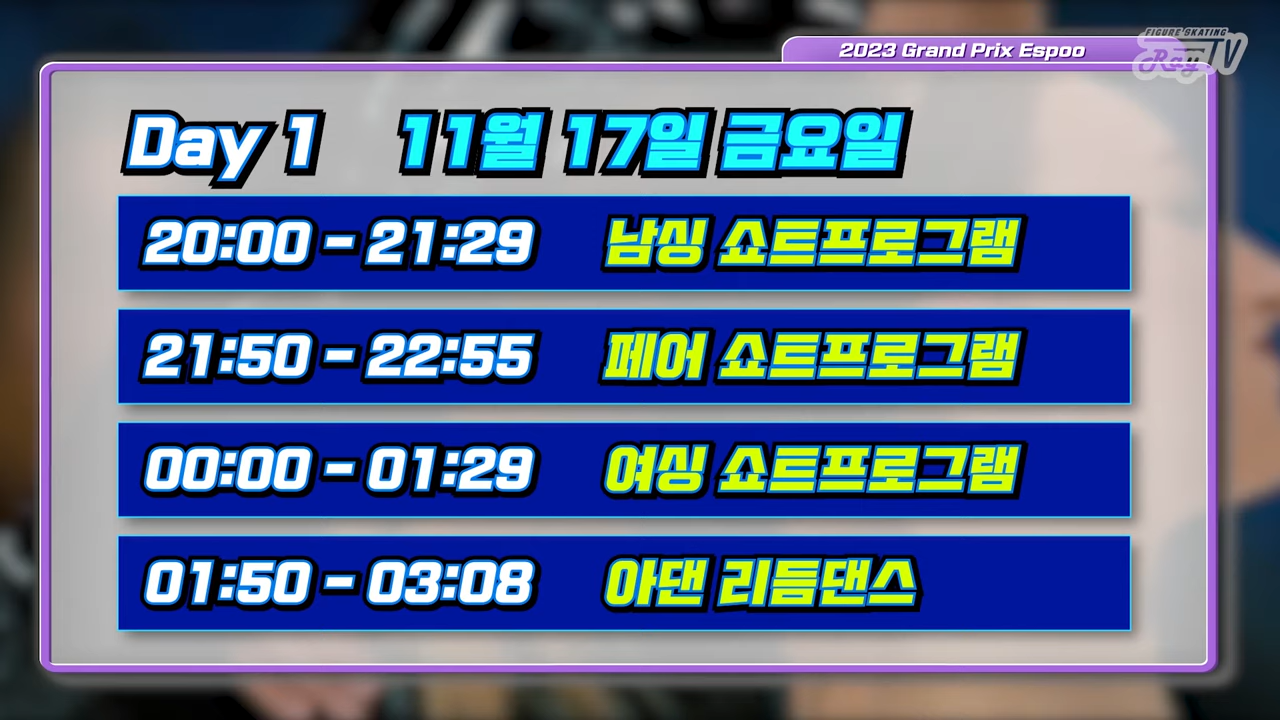 2023 Grand Prix Espoo
FIGURE SKATING
Ray TV
Day 1 11월 17일 금요일
20:00 - 21:29 남싱 쇼트프로그램
21:50 - 22:55 페어 쇼트프로그램
00:00 - 01:29 여싱 쇼트프로그램
01:50 - 03:08 아댄 리듬댄스